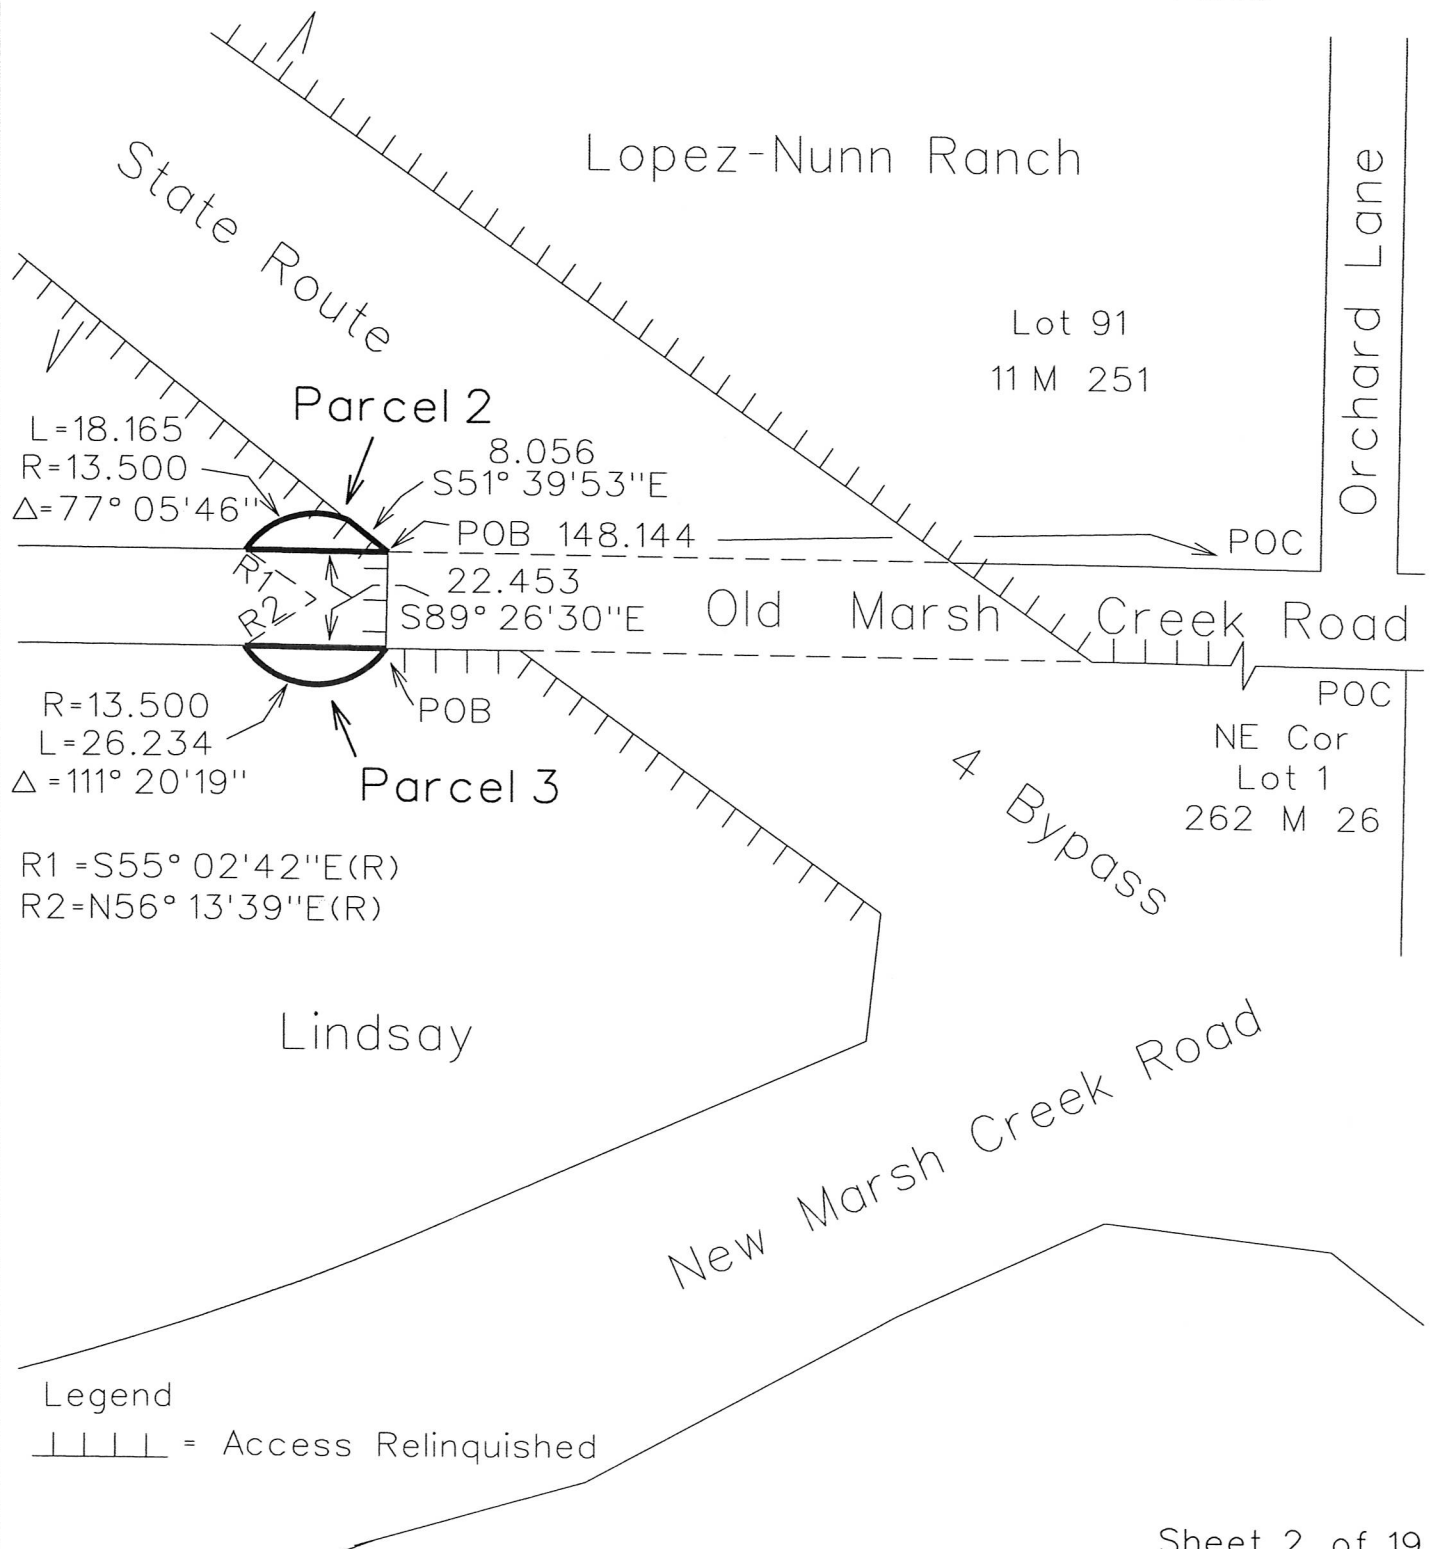 Lopez-Nunn Ranch
State Route
Orchard Lane
Lot 91
11 M 251
Parcel 2
L=18.165
R=13.500
Δ=77° 05'46"
8.056
S51° 39'53"E
POB 148.144
POC
R1
R2
22.453
S89° 26'30"E
Old Marsh Creek Road
POB
POC
NE Cor
Lot 1
262 M 26
R=13.500
L=26.234
Δ =111° 20'19"
Parcel 3
4 Bypass
R1 =S55° 02'42"E(R)
R2=N56° 13'39"E(R)
Lindsay
New Marsh Creek Road
Legend
= Access Relinquished
Sheet 2 of 19